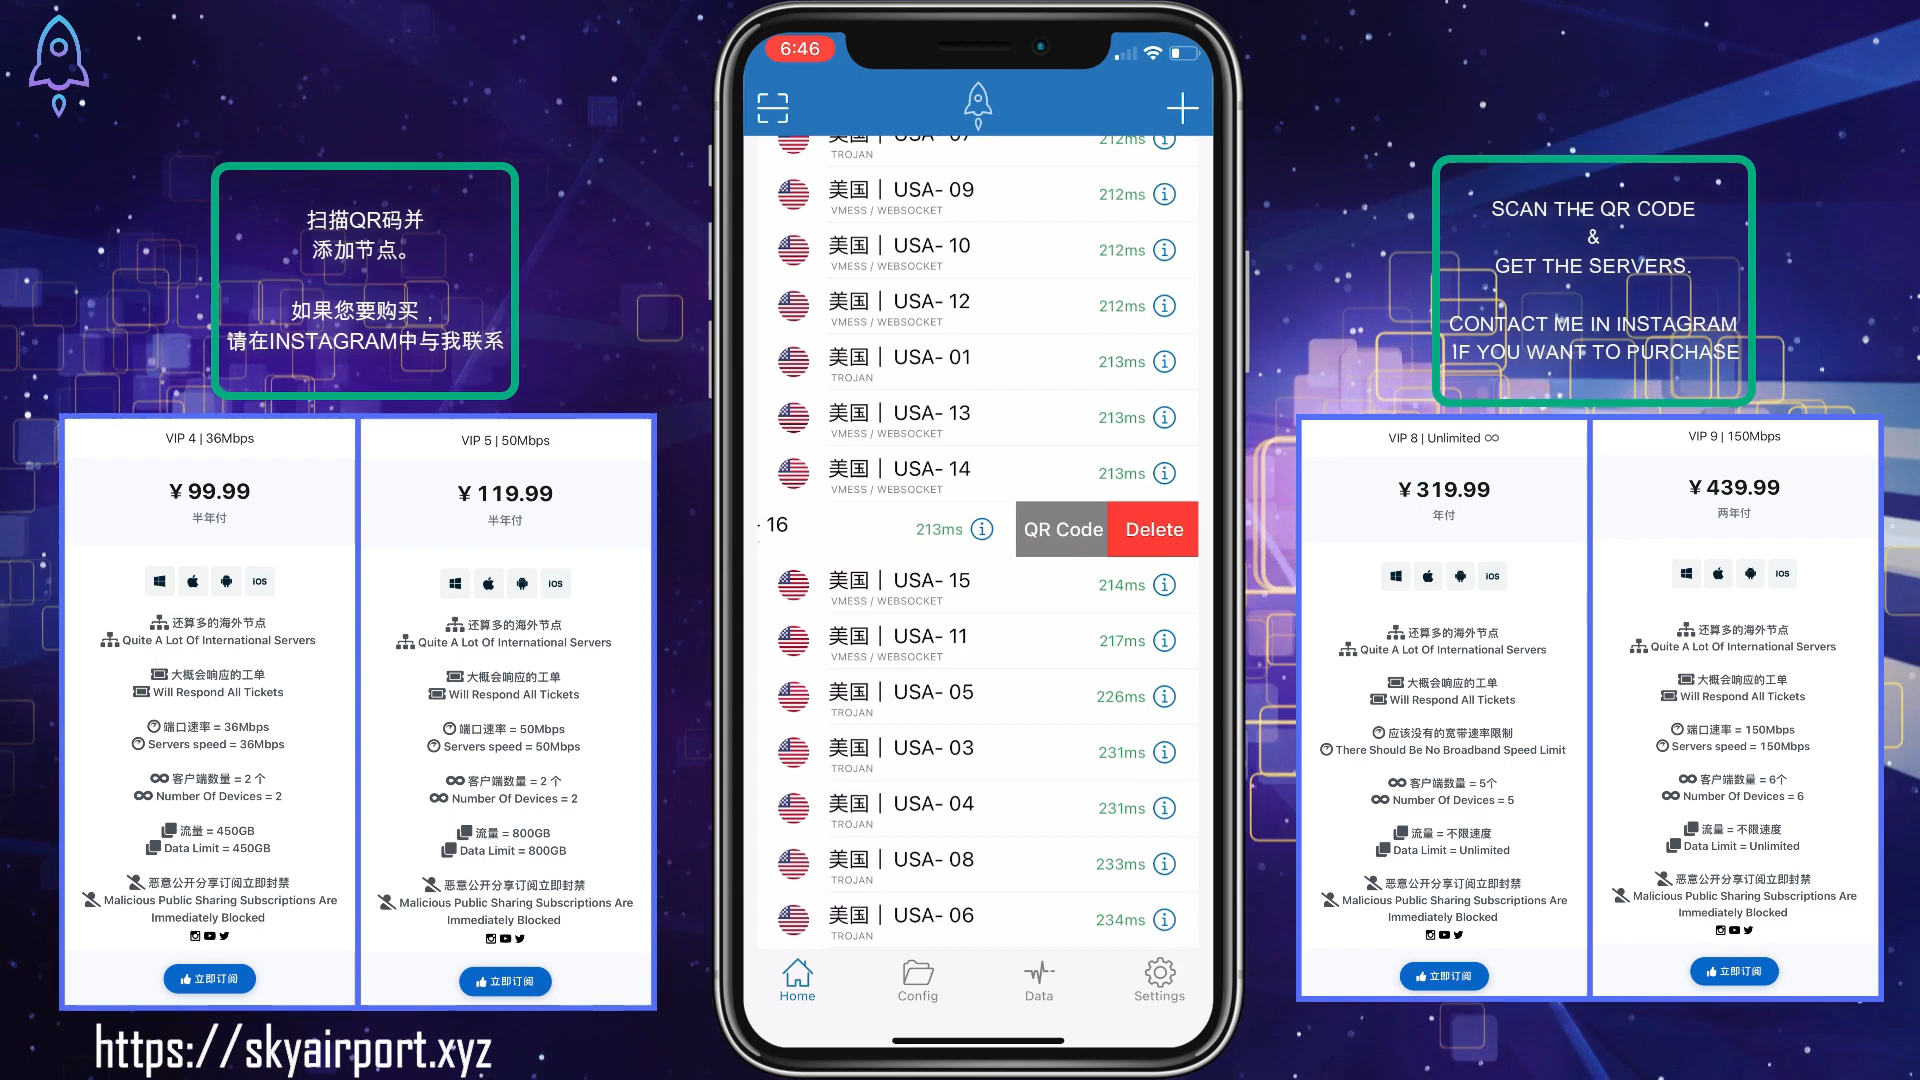 扫描QR码并
添加节点。
如果您要购买，
请在INSTAGRAM中与我联系
VIP 4 | 36Mbps
¥ 99.99
半年付
iOS
还算多的海外节点
Quite A Lot Of International Servers
大概会响应的工单
Will Respond All Tickets
端口速率 = 36Mbps
Servers speed = 36Mbps
客户端数量 = 2 个
Number Of Devices = 2
流量 = 450GB
Data Limit = 450GB
恶意公开分享订阅立即封禁
Malicious Public Sharing Subscriptions Are
Immediately Blocked
立即订阅
VIP 5 | 50Mbps
¥ 119.99
半年付
iOS
还算多的海外节点
Quite A Lot Of International Servers
大概会响应的工单
Will Respond All Tickets
端口速率 = 50Mbps
Servers speed = 50Mbps
客户端数量 = 2 个
Number Of Devices = 2
流量 = 800GB
Data Limit = 800GB
恶意公开分享订阅立即封禁
Malicious Public Sharing Subscriptions Are
Immediately Blocked
立即订阅
https://skyairport.xyz
6:46
美国 | USA- 07 212ms
TROJAN
美国 | USA- 09 212ms
VMESS / WEBSOCKET
美国 | USA- 10 212ms
VMESS / WEBSOCKET
美国 | USA- 12 212ms
VMESS / WEBSOCKET
美国 | USA- 01 213ms
TROJAN
美国 | USA- 13 213ms
VMESS / WEBSOCKET
美国 | USA- 14 213ms
VMESS / WEBSOCKET
- 16 213ms QR Code Delete
美国 | USA- 15 214ms
VMESS / WEBSOCKET
美国 | USA- 11 217ms
VMESS / WEBSOCKET
美国 | USA- 05 226ms
TROJAN
美国 | USA- 03 231ms
TROJAN
美国 | USA- 04 231ms
TROJAN
美国 | USA- 08 233ms
TROJAN
美国 | USA- 06 234ms
TROJAN
Home Config Data Settings
SCAN THE QR CODE
&
GET THE SERVERS.
CONTACT ME IN INSTAGRAM
IF YOU WANT TO PURCHASE
VIP 8 | Unlimited ∞
¥ 319.99
年付
iOS
还算多的海外节点
Quite A Lot Of International Servers
大概会响应的工单
Will Respond All Tickets
应该没有的宽带速率限制
There Should Be No Broadband Speed Limit
客户端数量 = 5个
Number Of Devices = 5
流量 = 不限速度
Data Limit = Unlimited
恶意公开分享订阅立即封禁
Malicious Public Sharing Subscriptions Are
Immediately Blocked
立即订阅
VIP 9 | 150Mbps
¥ 439.99
两年付
iOS
还算多的海外节点
Quite A Lot Of International Servers
大概会响应的工单
Will Respond All Tickets
端口速率 = 150Mbps
Servers speed = 150Mbps
客户端数量 = 6个
Number Of Devices = 6
流量 = 不限速度
Data Limit = Unlimited
恶意公开分享订阅立即封禁
Malicious Public Sharing Subscriptions Are
Immediately Blocked
立即订阅